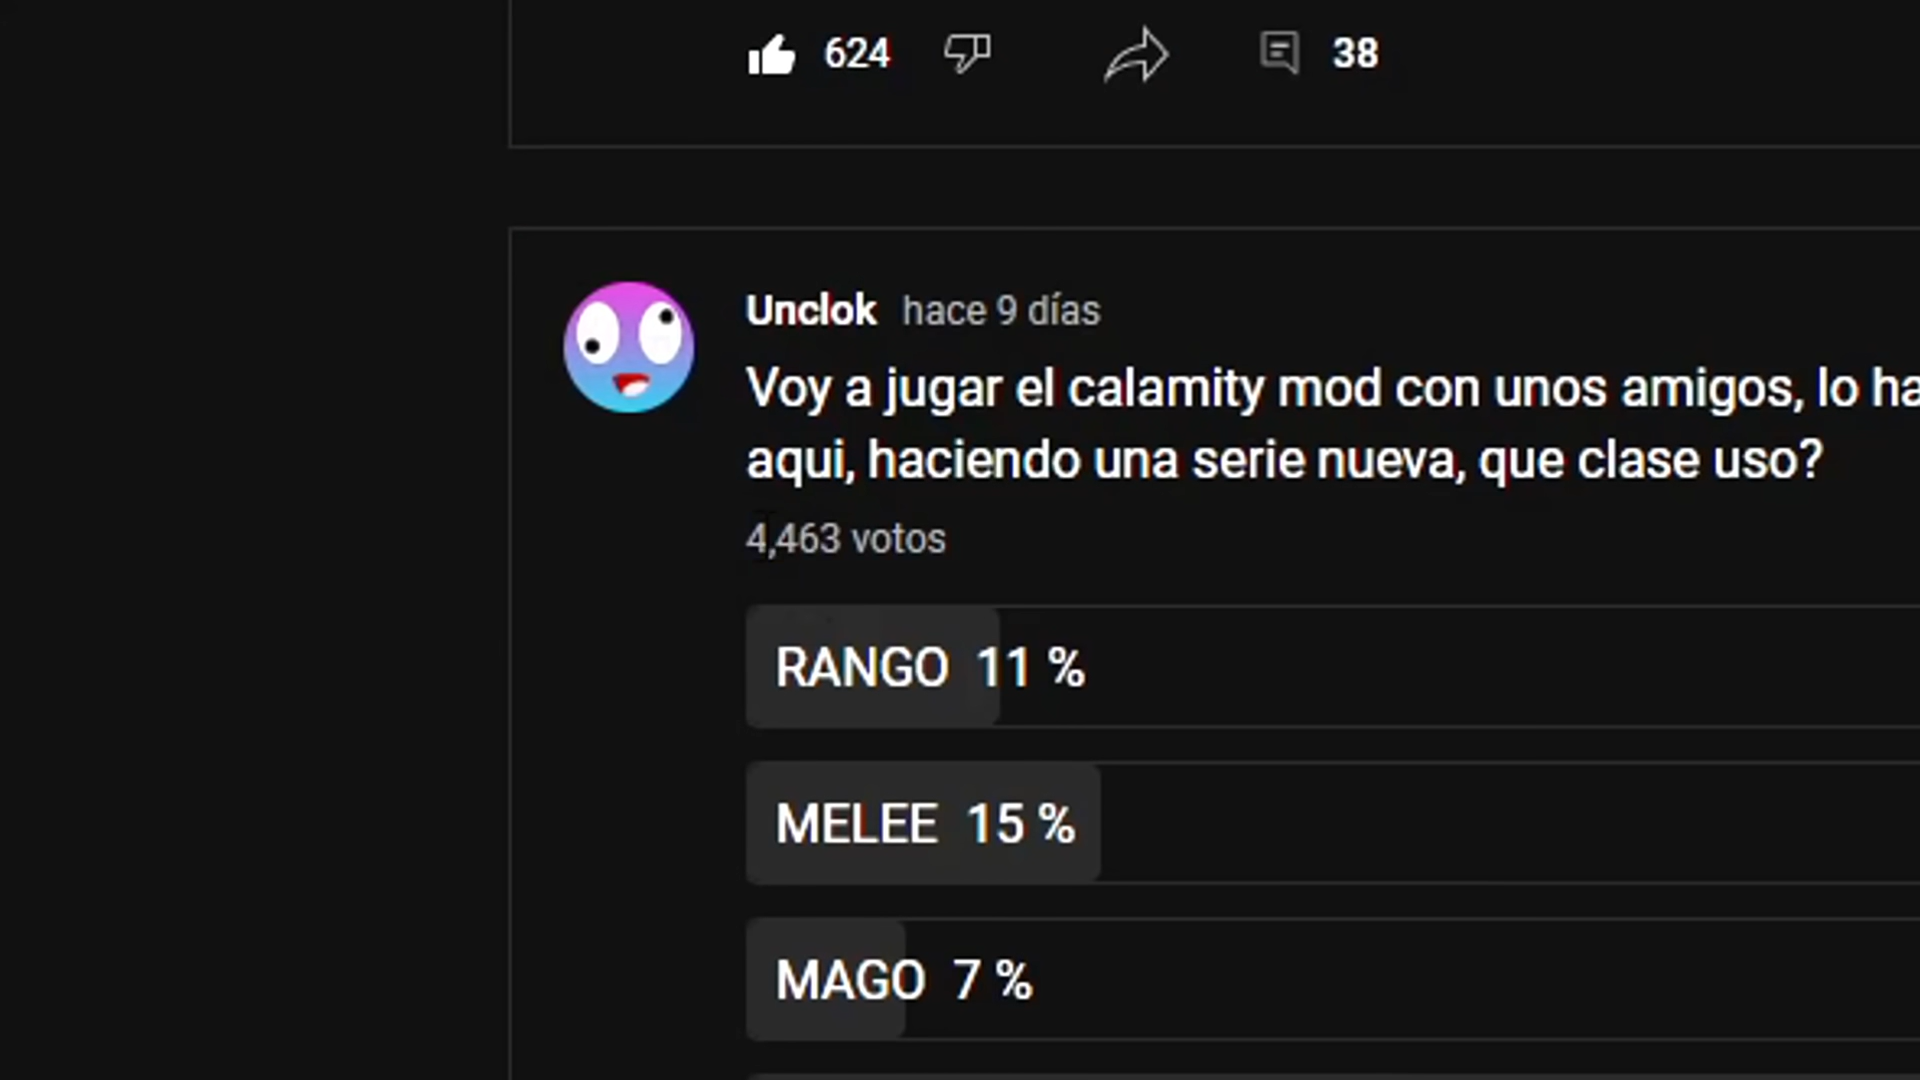 624 38
Unclok hace 9 días
Voy a jugar el calamity mod con unos amigos, lo
aqui, haciendo una serie nueva, que clase uso?
4,463 votos
RANGO 11 %
MELEE 15 %
MAGO 7 %